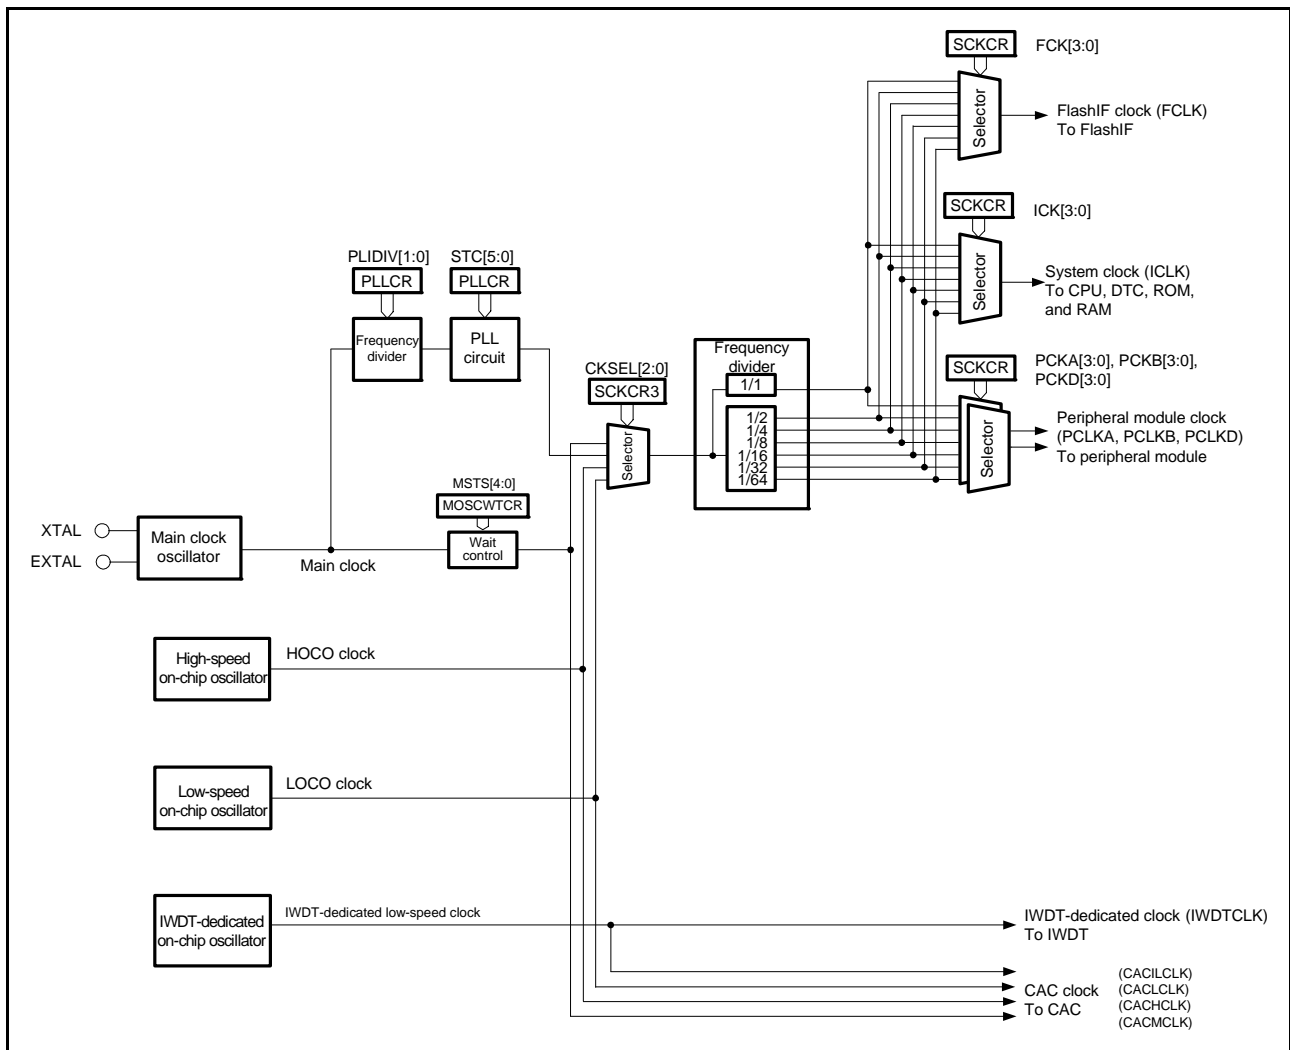 SCKCR FCK[3:0]
Selector
FlashIF clock (FCLK)
To FlashIF
SCKCR ICK[3:0]
Selector
System clock (ICLK)
To CPU, DTC, ROM,
and RAM
PLIDIV[1:0] STC[5:0]
PLLCR PLLCR
Frequency
divider
PLL
circuit
CKSEL[2:0]
SCKCR3
Selector
Frequency
divider
1/1
1/2
1/4
1/8
1/16
1/32
1/64
SCKCR
PCKA[3:0], PCKB[3:0],
PCKD[3:0]
Selector
Peripheral module clock
(PCLKA, PCLKB, PCLKD)
To peripheral module
MSTS[4:0]
MOSCWTCR
Wait
control
XTAL
EXTAL
Main clock
oscillator
Main clock
High-speed
on-chip oscillator
HOCO clock
Low-speed
on-chip oscillator
LOCO clock
IWDT-dedicated
on-chip oscillator
IWDT-dedicated low-speed clock
IWDT-dedicated clock (IWDTCLK)
To IWDT
CAC clock
To CAC
(CACILCLK)
(CACLCLK)
(CACHCLK)
(CACMCLK)